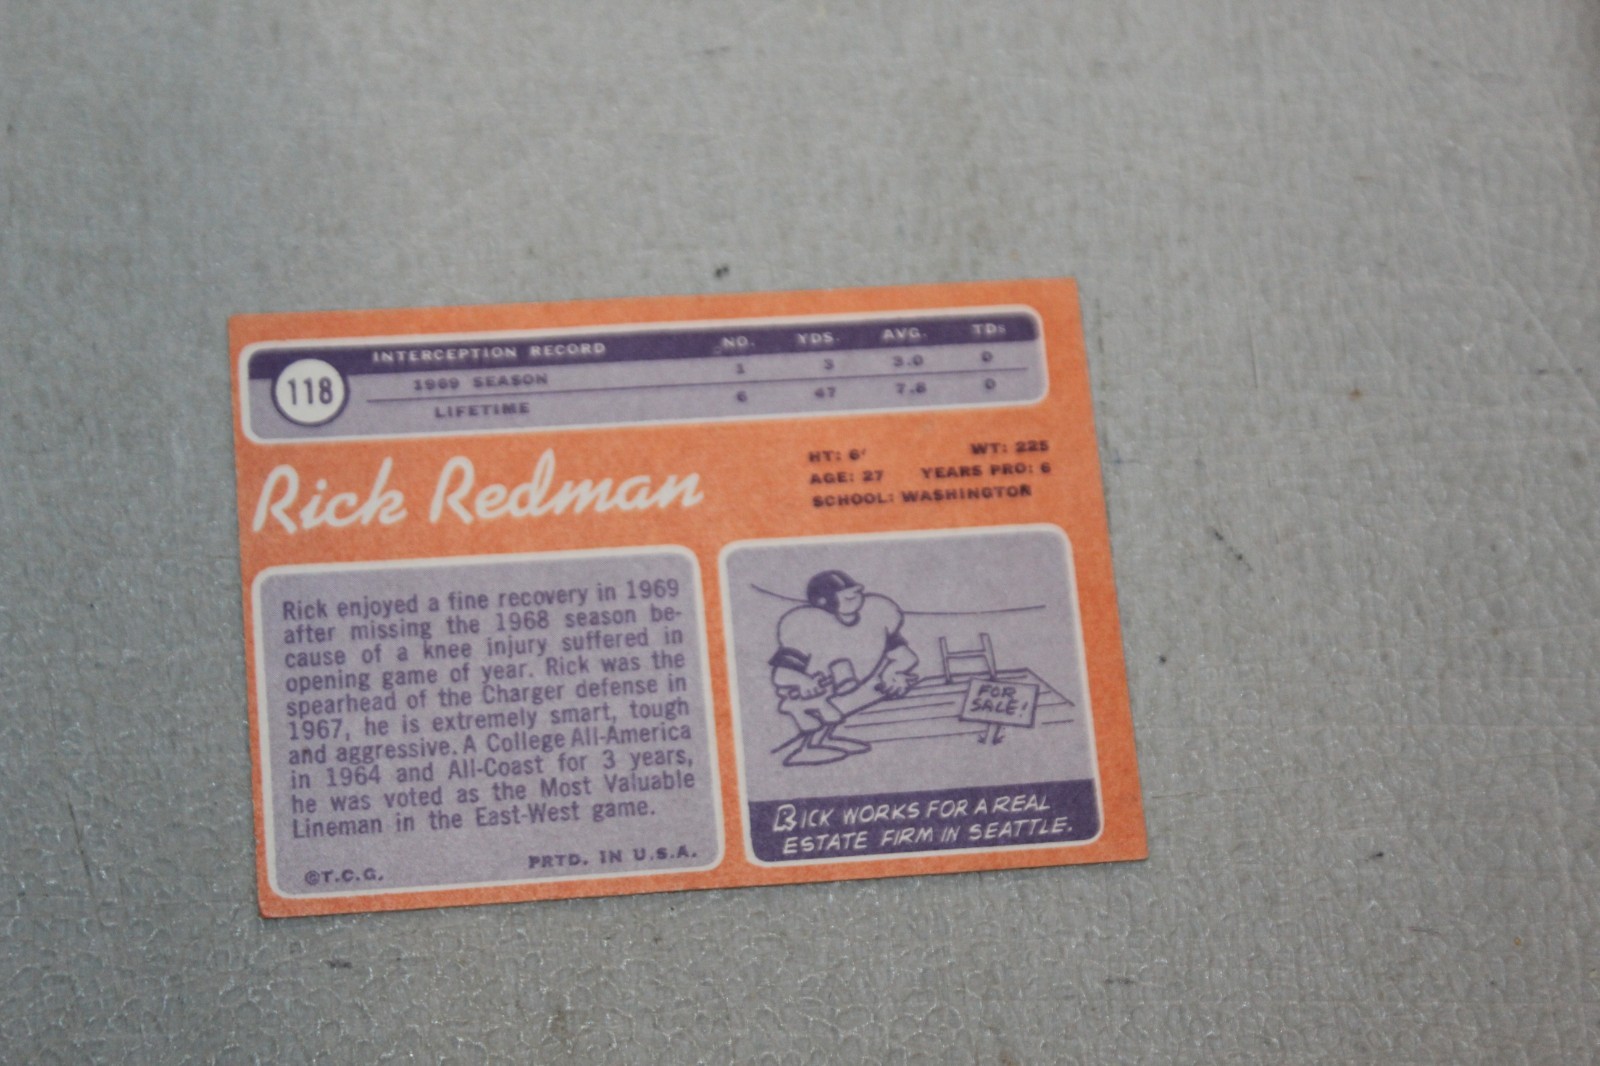 INTERCEPTION RECORD NO. YDS. AVG. TDs
118
1969 SEASON 1 3 3.0 0
LIFETIME 6 47 7.8 0
Rick Redman
HT: 6' WT: 225
AGE: 27 YEARS PRO: 6
SCHOOL: WASHINGTON
Rick enjoyed a fine recovery in 1969
after missing the 1968 season be-
cause of a knee injury suffered in
opening game of year. Rick was the
spearhead of the Charger defense in
1967, he is extremely smart, tough
and aggressive. A College All-America
in 1964 and All-Coast for 3 years,
he was voted as the Most Valuable
Lineman in the East-West game.
©T.C.G. PRTD. IN U.S.A.
FOR
SALE!
RICK WORKS FOR A REAL
ESTATE FIRM IN SEATTLE.